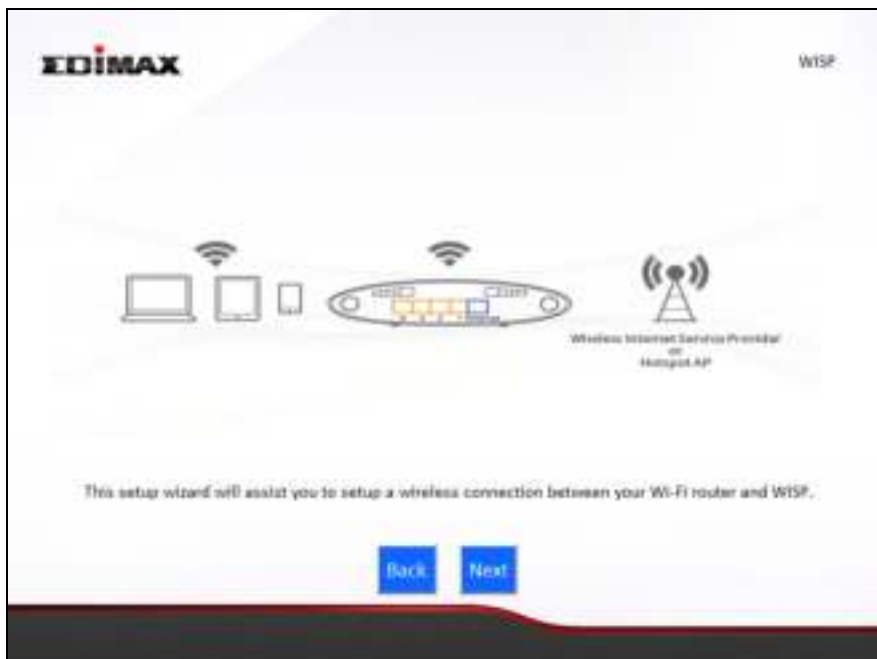 EDIMAX
WISP
Wireless Internet Service Provider
or
Hotspot AP
This setup wizard will assist you to setup a wireless connection between your Wi-Fi router and WISP.
Back
Next